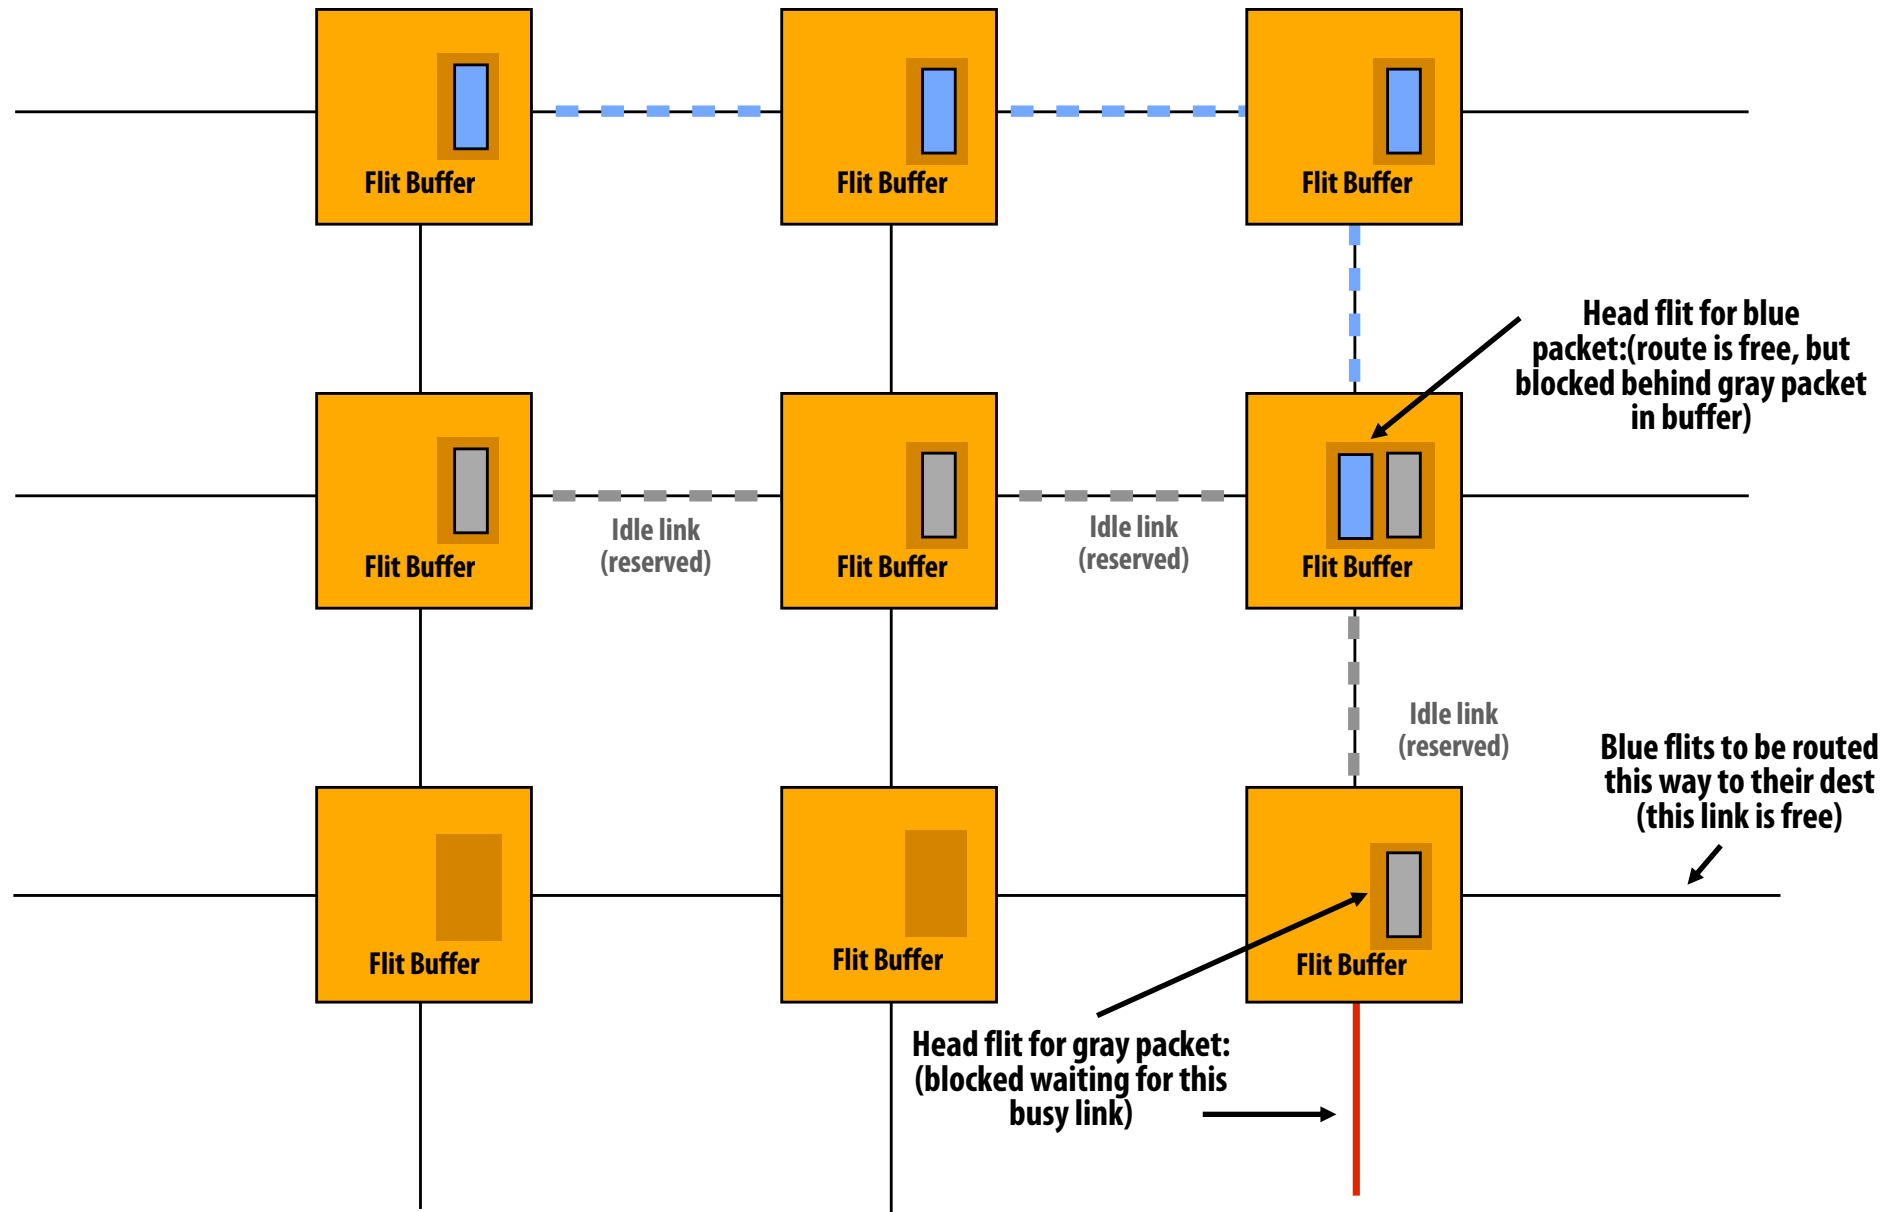 Flit Buffer
Flit Buffer
Flit Buffer
Head flit for blue
packet:(route is free, but
blocked behind gray packet
in buffer)
Idle link
(reserved)
Idle link
(reserved)
Flit Buffer
Flit Buffer
Flit Buffer
Idle link
(reserved)
Blue flits to be routed
this way to their dest
(this link is free)
Flit Buffer
Flit Buffer
Flit Buffer
Head flit for gray packet:
(blocked waiting for this
busy link)